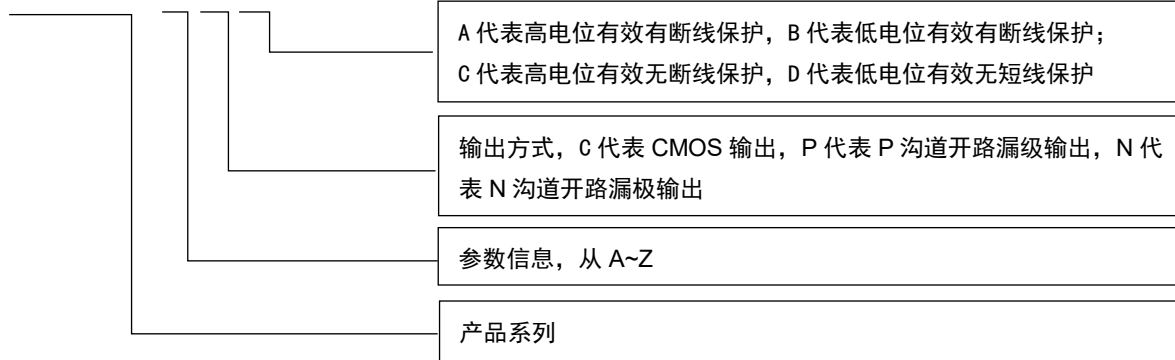 A 代表高电位有效有断线保护，B 代表低电位有效有断线保护；
C 代表高电位有效无断线保护，D 代表低电位有效无短线保护
输出方式，C 代表 CMOS 输出，P 代表 P 沟道开路漏级输出，N 代
表 N 沟道开路漏极输出
参数信息，从 A~Z
产品系列